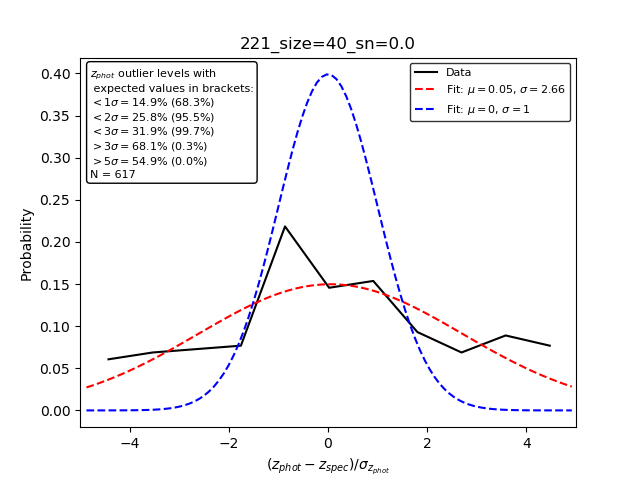 221_size=40_sn=0.0
z_phot outlier levels with
expected values in brackets:
< 1σ = 14.9% (68.3%)
< 2σ = 25.8% (95.5%)
< 3σ = 31.9% (99.7%)
> 3σ = 68.1% (0.3%)
> 5σ = 54.9% (0.0%)
N = 617
Data
Fit: μ = 0.05, σ = 2.66
Fit: μ = 0, σ = 1
0.40
0.35
0.30
0.25
0.20
0.15
0.10
0.05
0.00
Probability
−4 −2 0 2 4
(z_phot − z_spec)/σ_z_phot